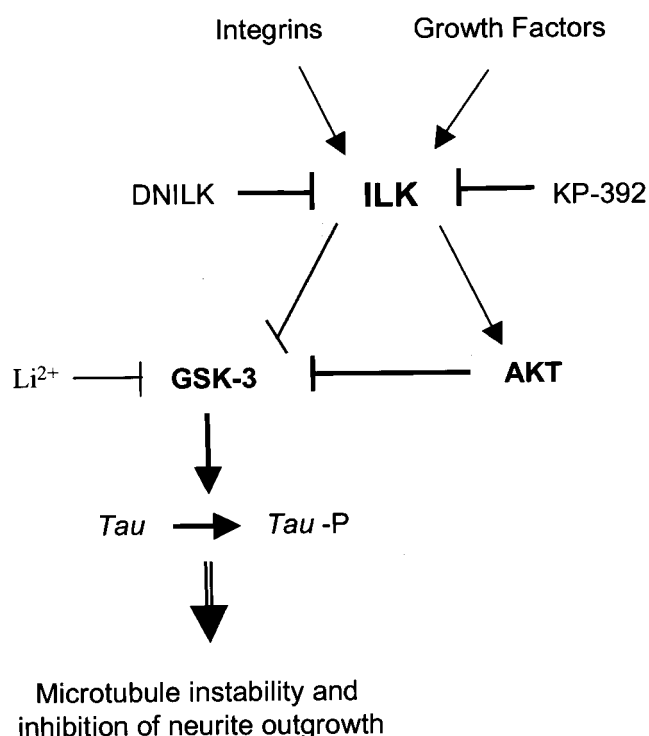 Integrins Growth Factors
DNILK ILK KP-392
Li²⁺ GSK-3 AKT
Tau Tau -P
Microtubule instability and
inhibition of neurite outgrowth